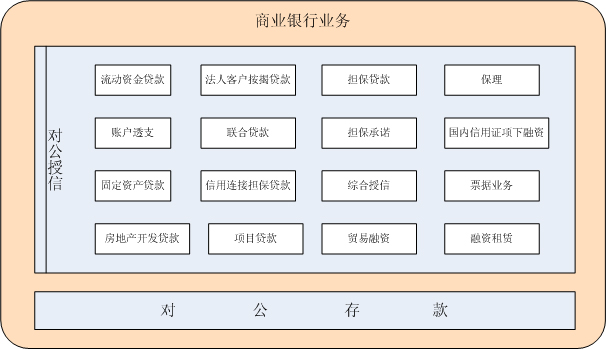 商业银行业务
对公授信
流动资金贷款 法人客户按揭贷款 担保贷款 保理
账户透支 联合贷款 担保承诺 国内信用证项下融资
固定资产贷款 信用连接担保贷款 综合授信 票据业务
房地产开发贷款 项目贷款 贸易融资 融资租赁
对公存款